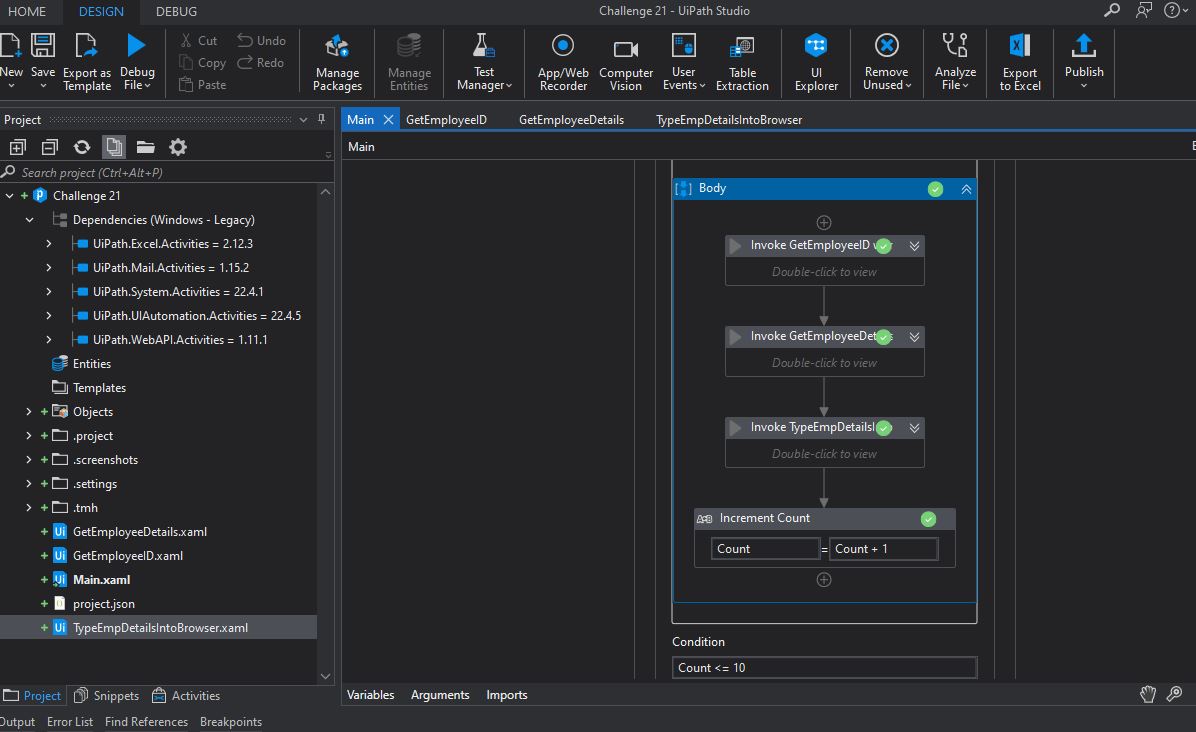 HOME DESIGN DEBUG Challenge 21 - UiPath Studio
New Save Export as Template Debug File Cut Copy Paste Undo Redo Manage Packages Manage Entities Test Manager App/Web Recorder Computer Vision User Events Table Extraction UI Explorer Remove Unused Analyze File Export to Excel Publish
Project
Search project (Ctrl+Alt+P)
Challenge 21
Dependencies (Windows - Legacy)
UiPath.Excel.Activities = 2.12.3
UiPath.Mail.Activities = 1.15.2
UiPath.System.Activities = 22.4.1
UiPath.UIAutomation.Activities = 22.4.5
UiPath.WebAPI.Activities = 1.11.1
Entities
Templates
Objects
.project
.screenshots
.settings
.tmh
GetEmployeeDetails.xaml
GetEmployeeID.xaml
Main.xaml
project.json
TypeEmpDetailsIntoBrowser.xaml
Project Snippets Activities
Output Error List Find References Breakpoints
Main GetEmployeeID GetEmployeeDetails TypeEmpDetailsIntoBrowser
Main
Body
Invoke GetEmployeeID
Double-click to view
Invoke GetEmployeeDet
Double-click to view
Invoke TypeEmpDetailsI
Double-click to view
Increment Count
Count = Count + 1
Condition
Count <= 10
Variables Arguments Imports